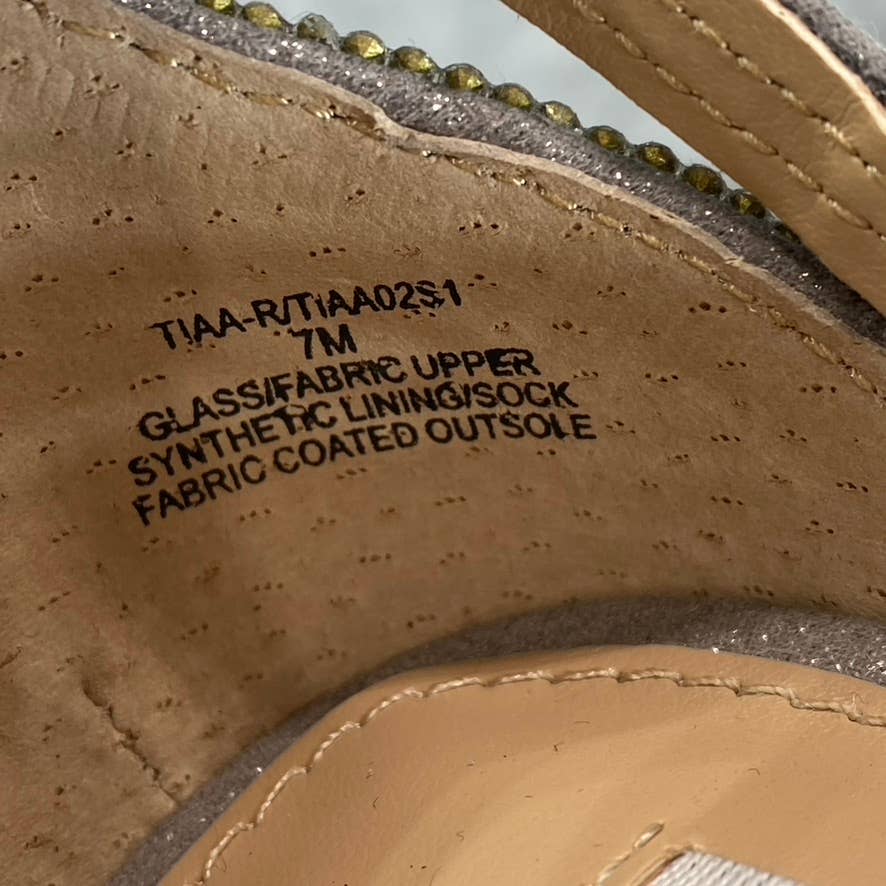 TIAA-R/TIAA02S1
7M
GLASS/FABRIC UPPER
SYNTHETIC LINING/SOCK
FABRIC COATED OUTSOLE